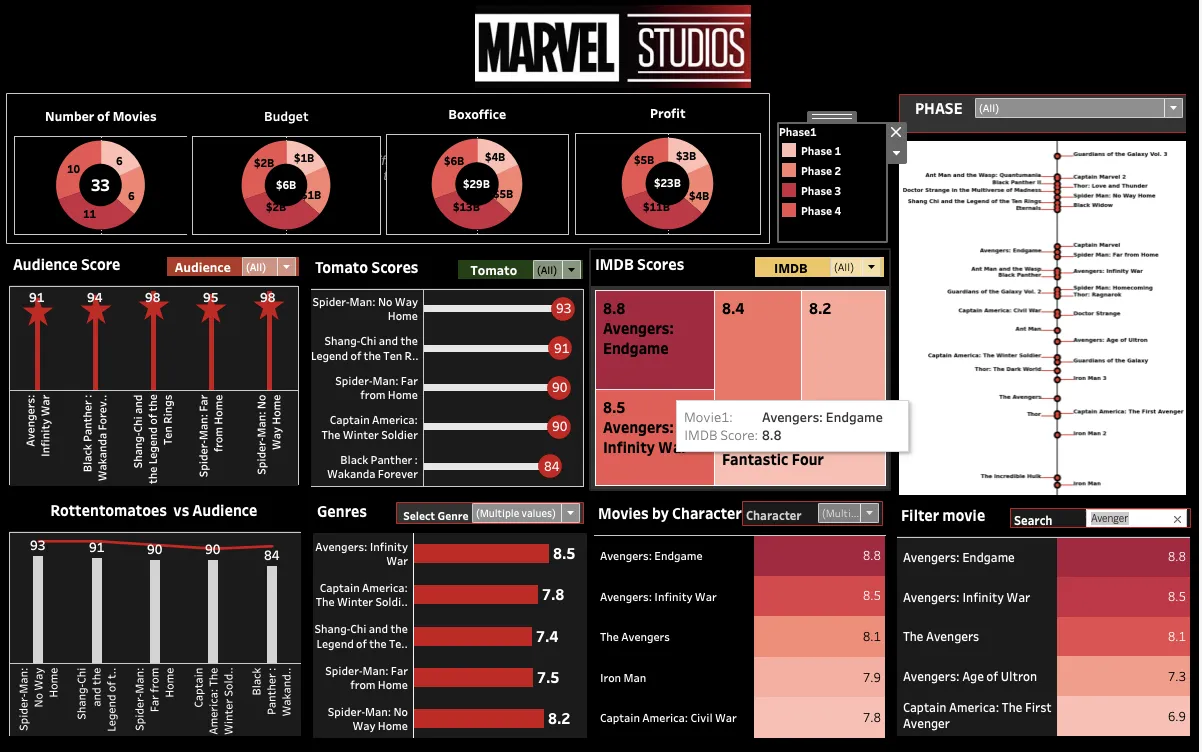 MARVEL STUDIOS
Number of Movies
Budget
Boxoffice
Profit
6
6
11
10
33
$1B
$1B
$2B
$2B
$6B
$4B
$5B
$13B
$6B
$29B
$3B
$4B
$11B
$5B
$23B
Phase1
Phase 1
Phase 2
Phase 3
Phase 4
PHASE
(All)
Guardians of the Galaxy Vol. 3
Ant Man and the Wasp: Quantumania
Captain Marvel 2
Black Panther II
Thor: Love and Thunder
Doctor Strange in the Multiverse of Madness
Spider Man: No Way Home
Shang Chi and the Legend of the Ten Rings
Black Widow
Eternals
Captain Marvel
Avengers: Endgame
Spider Man: Far from Home
Ant Man and the Wasp
Avengers: Infinity War
Black Panther
Spider Man: Homecoming
Guardians of the Galaxy Vol. 2
Thor: Ragnarok
Captain America: Civil War
Doctor Strange
Ant Man
Avengers: Age of Ultron
Captain America: The Winter Soldier
Guardians of the Galaxy
Thor: The Dark World
Iron Man 3
The Avengers
Thor
Captain America: The First Avenger
Iron Man 2
The Incredible Hulk
Iron Man
Audience Score
Audience
(All)
91
94
98
95
98
Avengers:
Infinity War
Black Panther :
Wakanda Forev..
Shang-Chi and
the Legend of the
Ten Rings
Spider-Man: Far
from Home
Spider-Man: No
Way Home
Tomato Scores
Tomato
(All)
Spider-Man: No Way
Home
93
Shang-Chi and the
Legend of the Ten R..
91
Spider-Man: Far
from Home
90
Captain America:
The Winter Soldier
90
Black Panther :
Wakanda Forever
84
IMDB Scores
IMDB
(All)
8.8
Avengers:
Endgame
8.4
8.2
8.5
Avengers:
Infinity
Fantastic Four
Movie1: Avengers: Endgame
IMDB Score: 8.8
Rottentomatoes vs Audience
93
91
90
90
84
Spider-Man:
No Way
Home
Shang-Chi
and the
Legend of t..
Spider-Man:
Far from
Home
Captain
America: The
Winter Sold..
Black
Panther :
Wakand..
Genres
Select Genre
(Multiple values)
Avengers: Infinity
War
8.5
Captain America:
The Winter Soldi..
7.8
Shang-Chi and the
Legend of the Te..
7.4
Spider-Man: Far
from Home
7.5
Spider-Man: No
Way Home
8.2
Movies by Character
Character
(Multi...
Avengers: Endgame 8.8
Avengers: Infinity War 8.5
The Avengers 8.1
Iron Man 7.9
Captain America: Civil War 7.8
Filter movie
Search
Avenger
Avengers: Endgame 8.8
Avengers: Infinity War 8.5
The Avengers 8.1
Avengers: Age of Ultron 7.3
Captain America: The First
Avenger
6.9